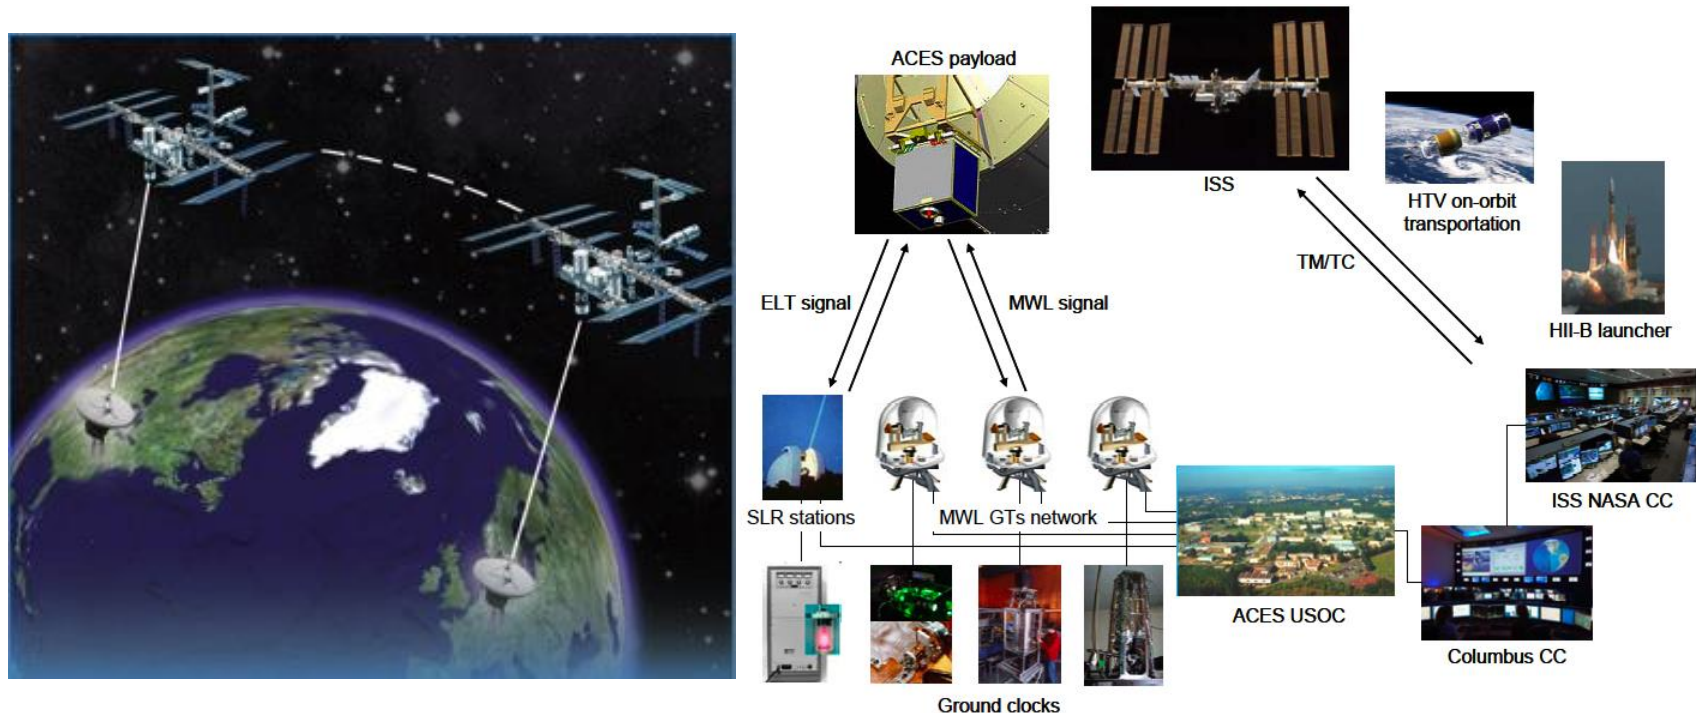 ACES payload
ISS
HTV on-orbit
transportation
TM/TC
ELT signal
MWL signal
HII-B launcher
SLR stations
MWL GTs network
ISS NASA CC
ACES USOC
Columbus CC
Ground clocks